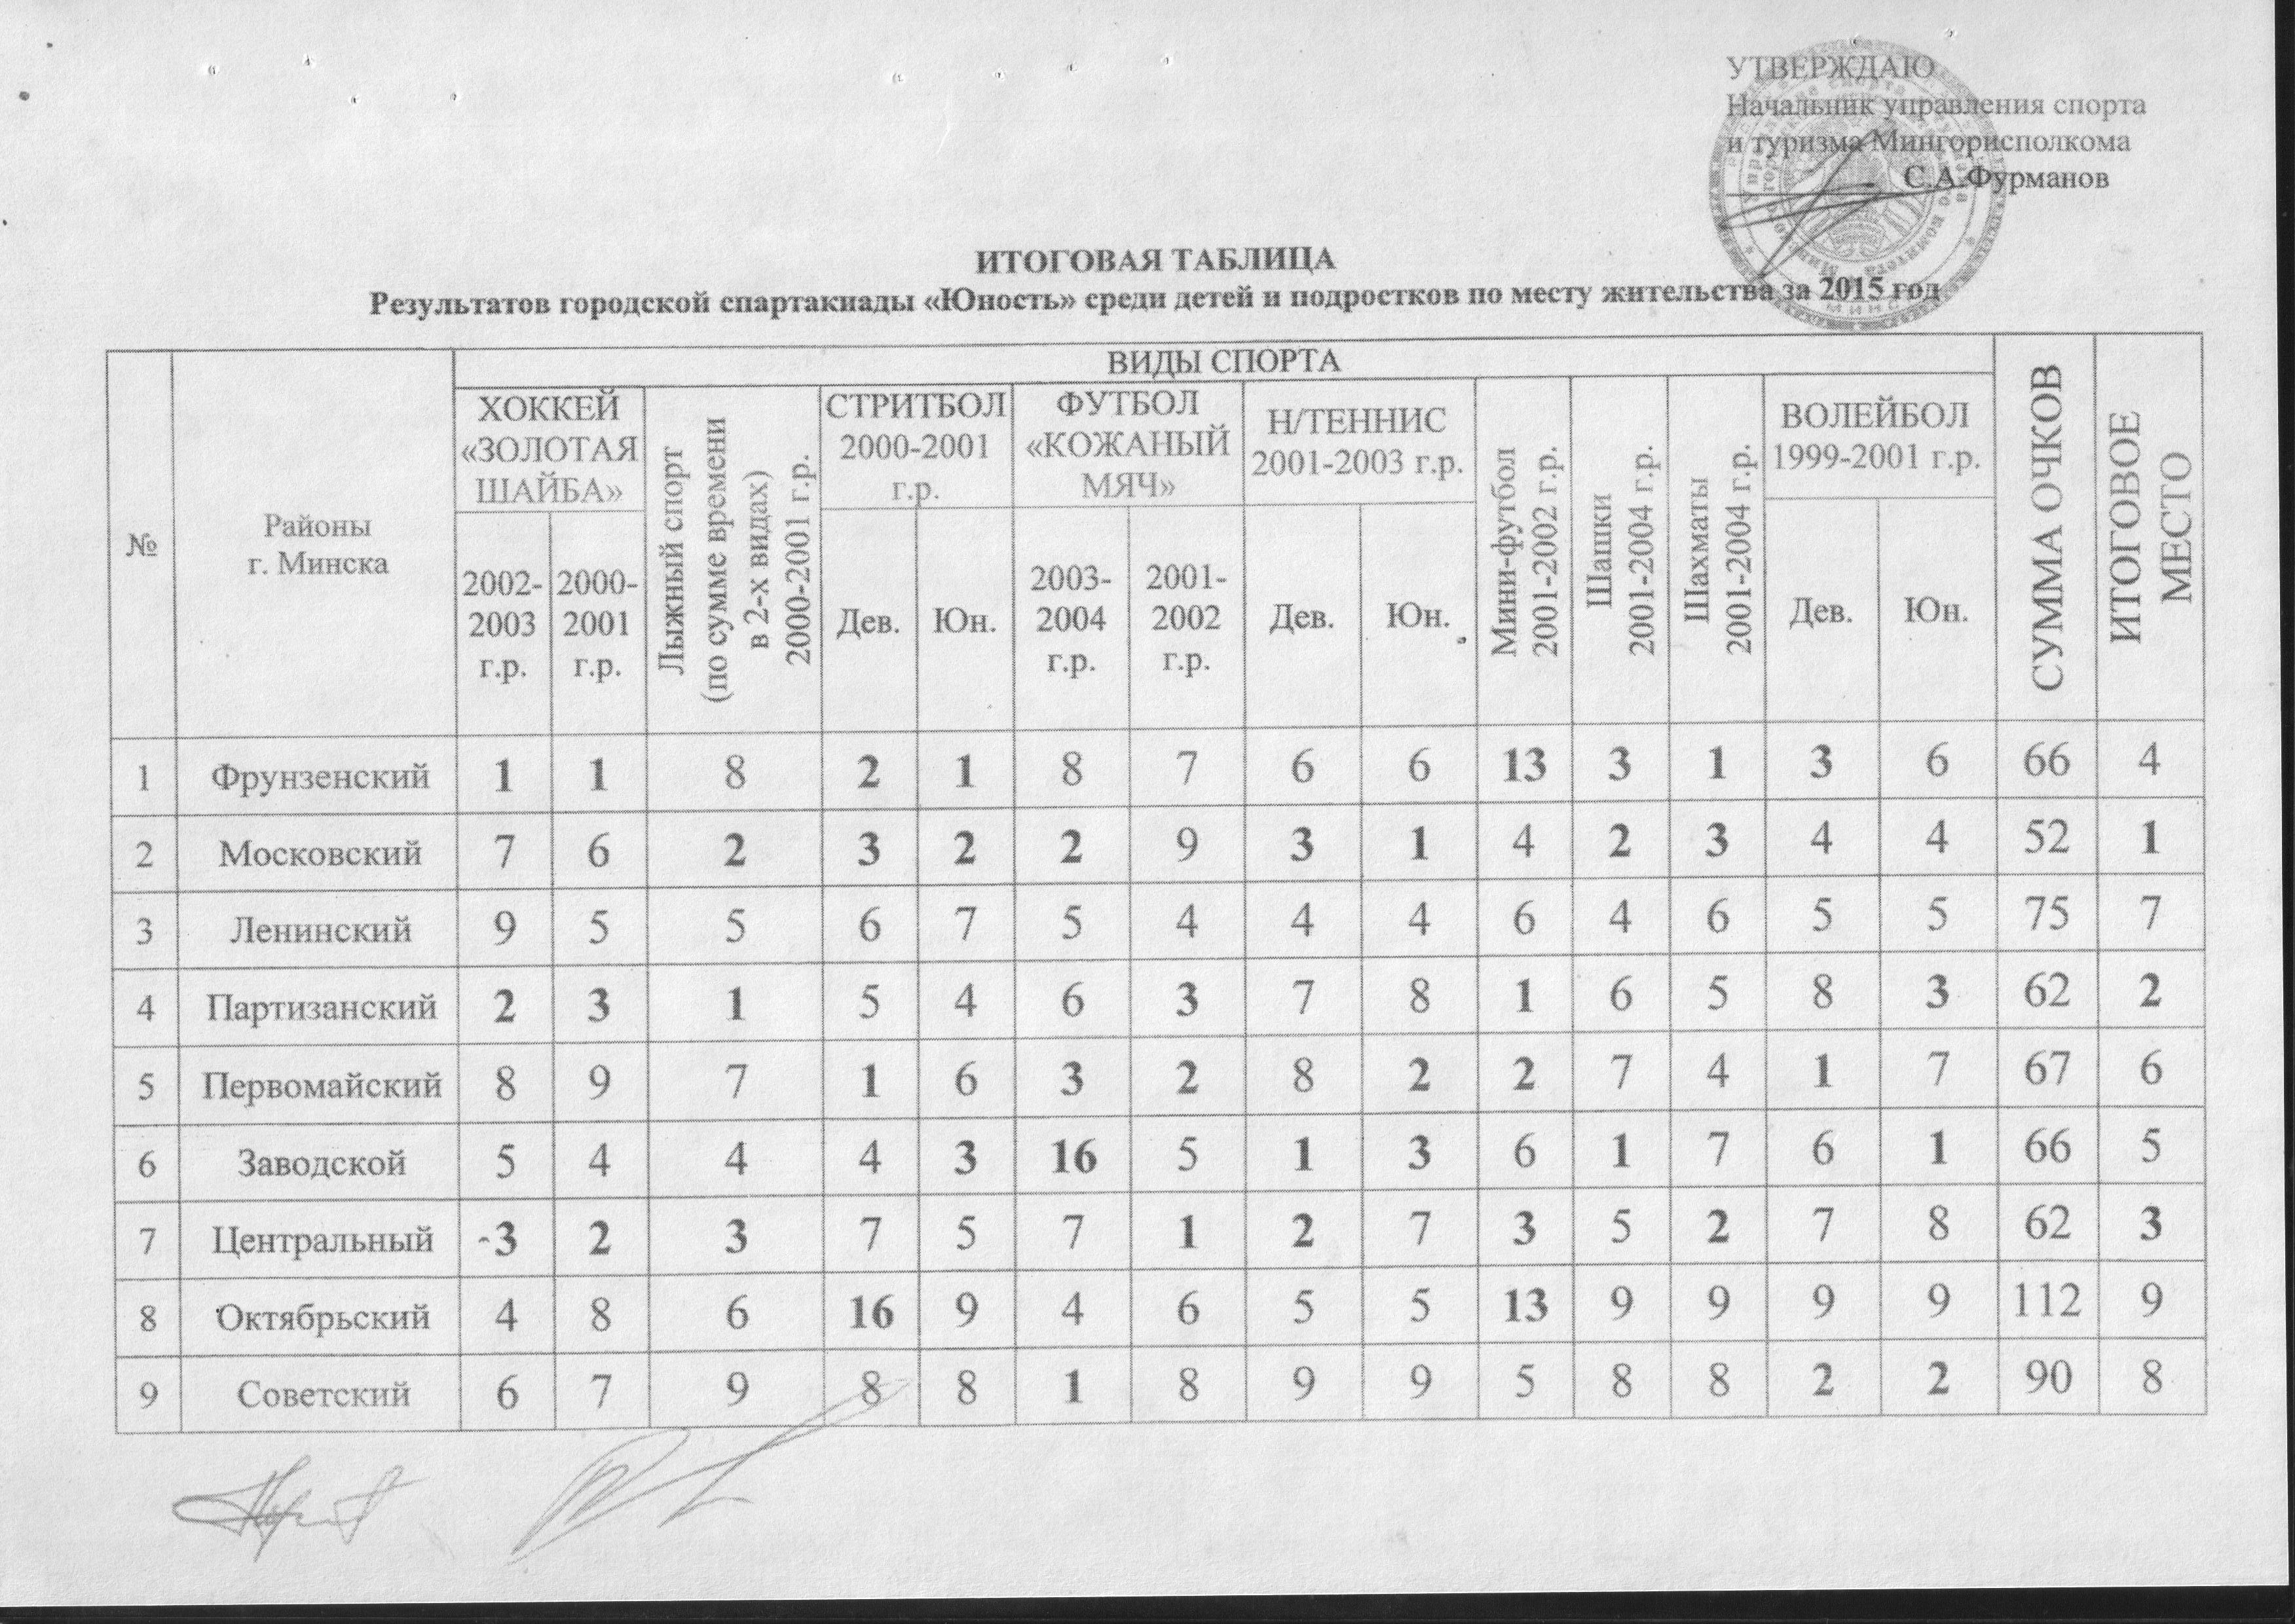 УТВЕРЖДАЮ
Начальник управления спорта
и туризма Мингорисполкома
С.А.Фурманов
ИТОГОВАЯ ТАБЛИЦА
Результатов городской спартакиады «Юность» среди детей и подростков по месту жительства за 2015 год
№
Районы
г. Минска
ВИДЫ СПОРТА
ХОККЕЙ
«ЗОЛОТАЯ
ШАЙБА»
2002-
2003
г.р.
2000-
2001
г.р.
Лыжный спорт
(по сумме времени
в 2-х видах)
2000-2001 г.р.
СТРИТБОЛ
2000-2001
г.р.
Дев.
Юн.
ФУТБОЛ
«КОЖАНЫЙ
МЯЧ»
2003-
2004
г.р.
2001-
2002
г.р.
Н/ТЕННИС
2001-2003 г.р.
Дев.
Юн.
Мини-футбол
2001-2002 г.р.
Шашки
2001-2004 г.р.
Шахматы
2001-2004 г.р.
ВОЛЕЙБОЛ
1999-2001 г.р.
Дев.
Юн.
СУММА ОЧКОВ
ИТОГОВОЕ
МЕСТО
1 Фрунзенский 1 1 8 2 1 8 7 6 6 13 3 1 3 6 66 4
2 Московский 7 6 2 3 2 2 9 3 1 4 2 3 4 4 52 1
3 Ленинский 9 5 5 6 7 5 4 4 4 6 4 6 5 5 75 7
4 Партизанский 2 3 1 5 4 6 3 7 8 1 6 5 8 3 62 2
5 Первомайский 8 9 7 1 6 3 2 8 2 2 7 4 1 7 67 6
6 Заводской 5 4 4 4 3 16 5 1 3 6 1 7 6 1 66 5
7 Центральный 3 2 3 7 5 7 1 2 7 3 5 2 7 8 62 3
8 Октябрьский 4 8 6 16 9 4 6 5 5 13 9 9 9 9 112 9
9 Советский 6 7 9 8 8 1 8 9 9 5 8 8 2 2 90 8